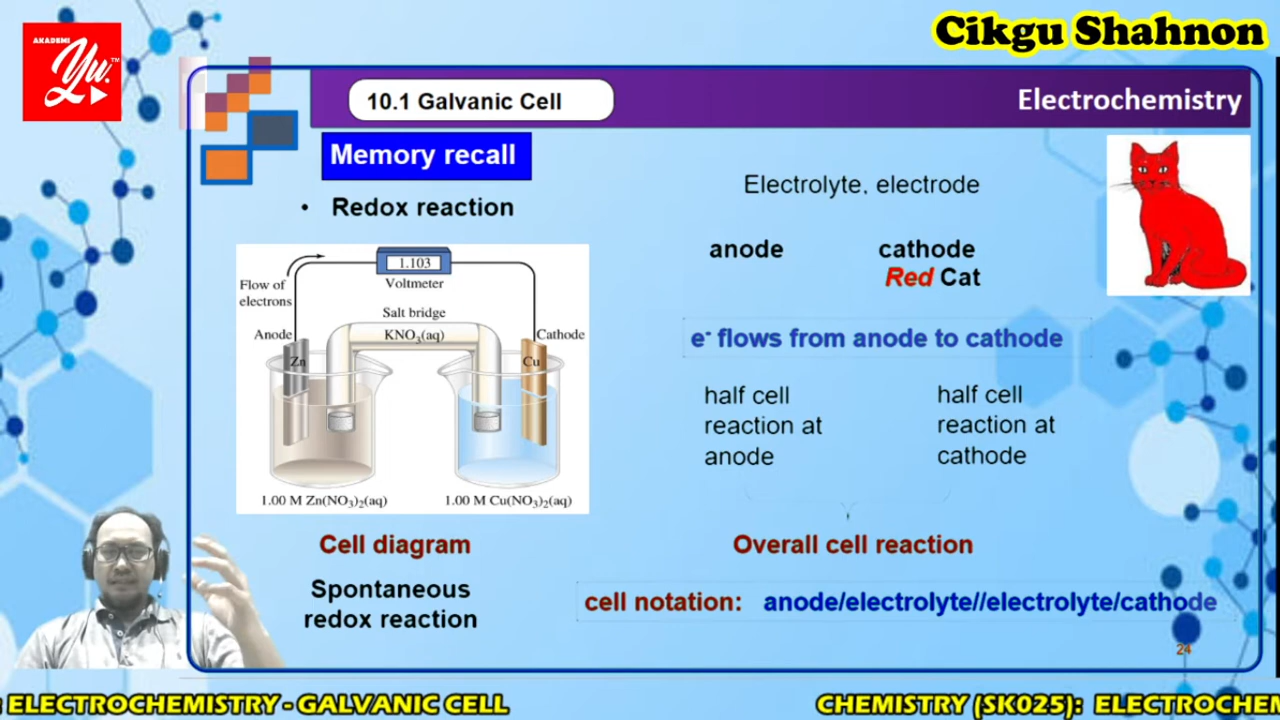 Cikgu Shahnon
AKADEMI
Yu.™
10.1 Galvanic Cell
Electrochemistry
Memory recall
• Redox reaction
Electrolyte, electrode
anode
cathode
Red Cat
1.103
Voltmeter
Flow of
electrons
Salt bridge
KNO₃(aq)
Anode
Cathode
Zn
Cu
1.00 M Zn(NO₃)₂(aq)
1.00 M Cu(NO₃)₂(aq)
e⁻ flows from anode to cathode
half cell
reaction at
anode
half cell
reaction at
cathode
Cell diagram
Overall cell reaction
Spontaneous
redox reaction
cell notation: anode/electrolyte//electrolyte/cathode
24
: ELECTROCHEMISTRY - GALVANIC CELL
CHEMISTRY (SK025): ELECTROCHEM